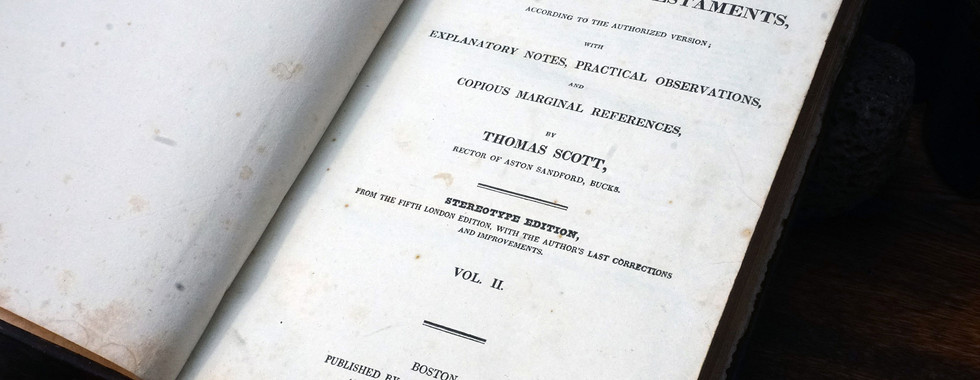 STAMENTS,
ACCORDING TO THE AUTHORIZED VERSION;
WITH
EXPLANATORY NOTES, PRACTICAL OBSERVATIONS,
AND
COPIOUS MARGINAL REFERENCES,
BY
THOMAS SCOTT,
RECTOR OF ASTON SANDFORD, BUCKS.
STEREOTYPE EDITION,
FROM THE FIFTH LONDON EDITION, WITH THE AUTHOR'S LAST CORRECTIONS
AND IMPROVEMENTS.
VOL. II.
BOSTON
PUBLISHED BY